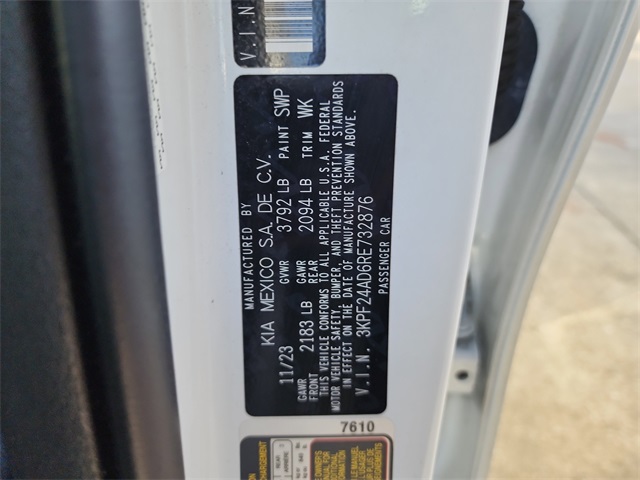 V.I.N
MANUFACTURED BY
KIA MEXICO S.A. DE C.V.
11/23 GVWR 3792 LB PAINT SWP
GAWR FRONT 2183 LB GAWR REAR 2094 LB TRIM WK
THIS VEHICLE CONFORMS TO ALL APPLICABLE U.S.A. FEDERAL
MOTOR VEHICLE SAFETY, BUMPER, AND THEFT PREVENTION STANDARDS
IN EFFECT ON THE DATE OF MANUFACTURE SHOWN ABOVE.
V.I.N. 3KPF24AD6RE732876
PASSENGER CAR
7610